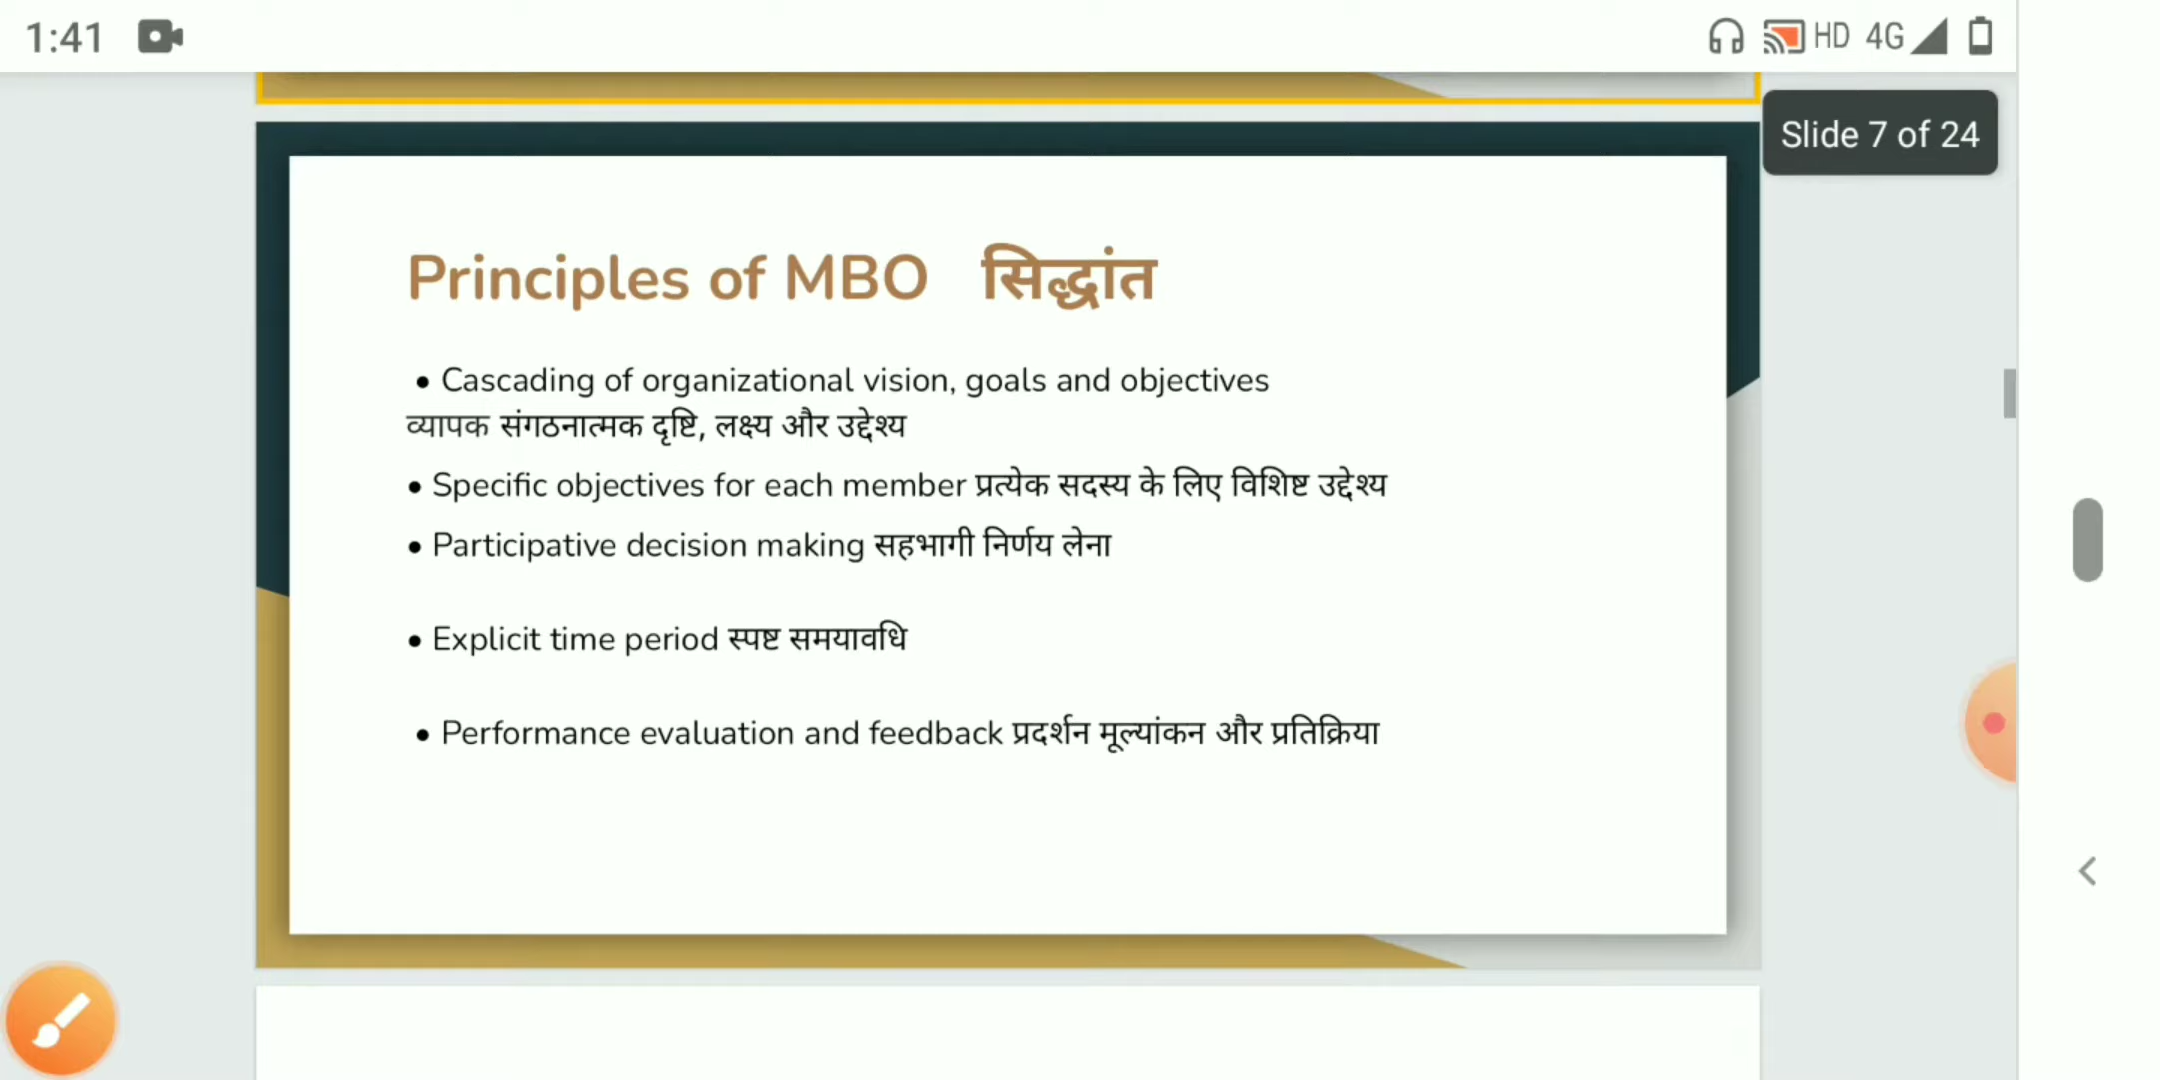 1:41
HD 4G
Slide 7 of 24
Principles of MBO सिद्धांत
• Cascading of organizational vision, goals and objectives
व्यापक संगठनात्मक दृष्टि, लक्ष्य और उद्देश्य
• Specific objectives for each member प्रत्येक सदस्य के लिए विशिष्ट उद्देश्य
• Participative decision making सहभागी निर्णय लेना
• Explicit time period स्पष्ट समयावधि
• Performance evaluation and feedback प्रदर्शन मूल्यांकन और प्रतिक्रिया